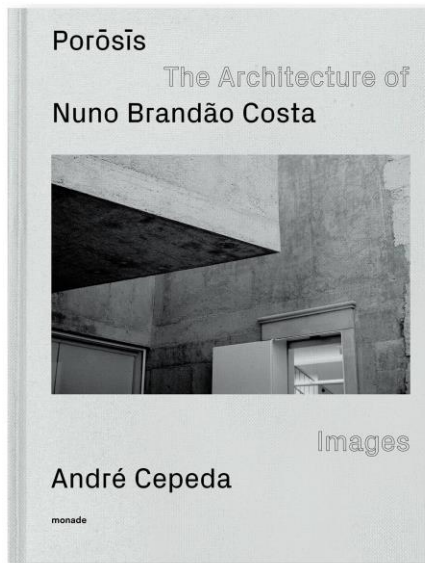 Porōsīs
The Architecture of
Nuno Brandão Costa
Images
André Cepeda
monade